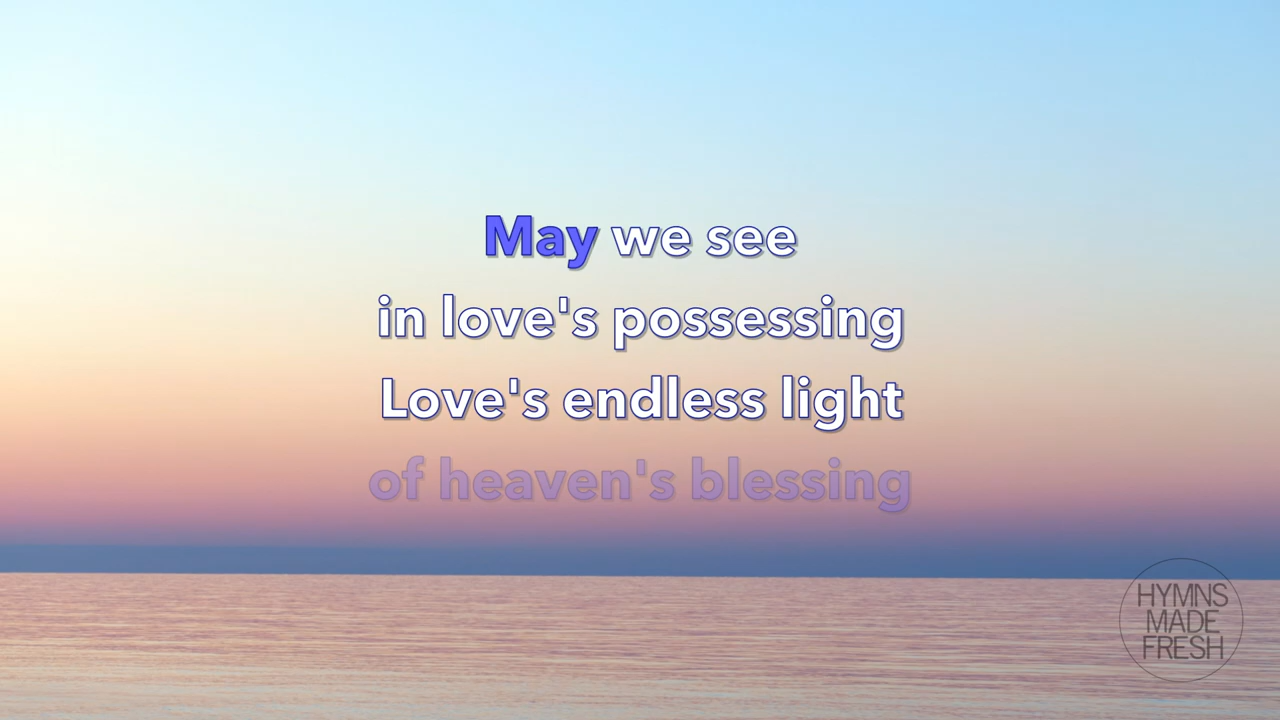 May we see
in love's possessing
Love's endless light
of heaven's blessing
HYMNS
MADE
FRESH